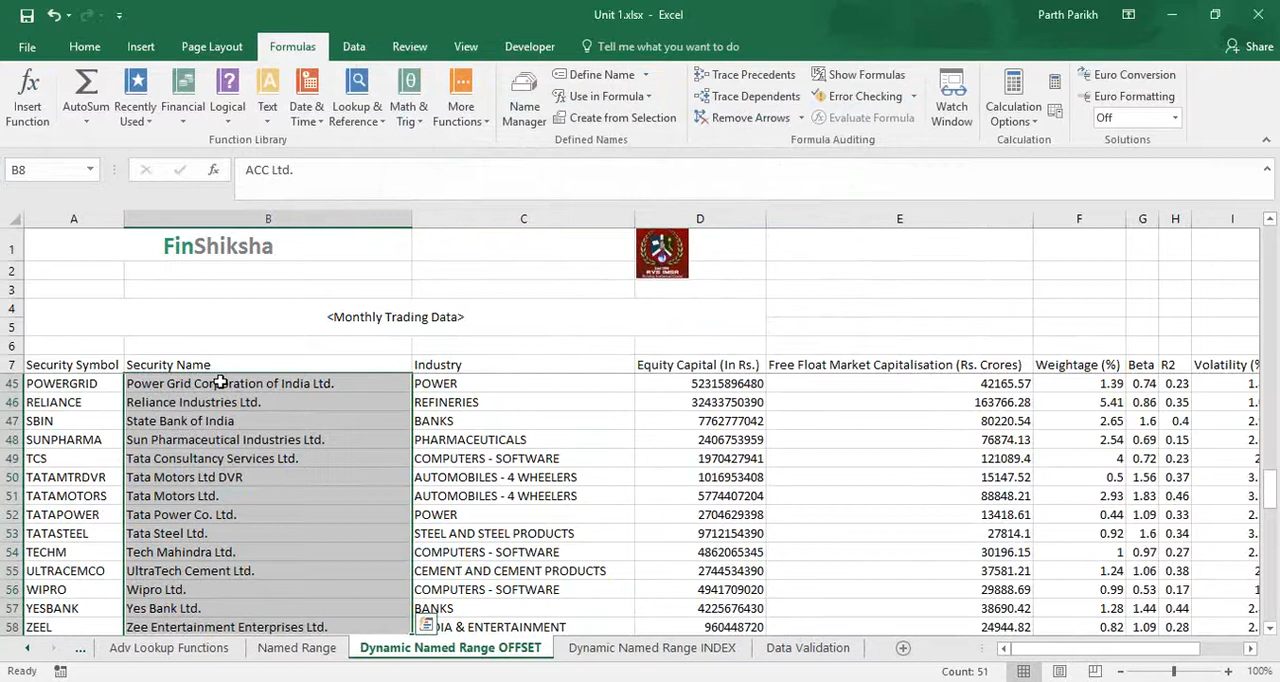 Unit 1.xlsx - Excel
Parth Parikh
File Home Insert Page Layout Formulas Data Review View Developer Tell me what you want to do Share
Insert Function
AutoSum
Recently Used
Financial
Logical
Text
Date & Time
Lookup & Reference
Math & Trig
More Functions
Function Library
Name Manager
Define Name
Use in Formula
Create from Selection
Defined Names
Trace Precedents
Trace Dependents
Remove Arrows
Show Formulas
Error Checking
Evaluate Formula
Formula Auditing
Watch Window
Calculation Options
Calculation
Euro Conversion
Euro Formatting
Off
Solutions
B8 fx ACC Ltd.
A B C D E F G H I
1 FinShiksha
2
3
4
<Monthly Trading Data>
5
6
7 Security Symbol Security Name Industry Equity Capital (In Rs.) Free Float Market Capitalisation (Rs. Crores) Weightage (%) Beta R2 Volatility (%
45 POWERGRID Power Grid Corporation of India Ltd. POWER 52315896480 42165.57 1.39 0.74 0.23 1.
46 RELIANCE Reliance Industries Ltd. REFINERIES 32433750390 163766.28 5.41 0.86 0.35 1.
47 SBIN State Bank of India BANKS 7762777042 80220.54 2.65 1.6 0.4 2.
48 SUNPHARMA Sun Pharmaceutical Industries Ltd. PHARMACEUTICALS 2406753959 76874.13 2.54 0.69 0.15 2.
49 TCS Tata Consultancy Services Ltd. COMPUTERS - SOFTWARE 1970427941 121089.4 4 0.72 0.23 2
50 TATAMTRDVR Tata Motors Ltd DVR AUTOMOBILES - 4 WHEELERS 1016953408 15147.52 0.5 1.56 0.37 3.
51 TATAMOTORS Tata Motors Ltd. AUTOMOBILES - 4 WHEELERS 5774407204 88848.21 2.93 1.83 0.46 3.
52 TATAPOWER Tata Power Co. Ltd. POWER 2704629398 13418.61 0.44 1.09 0.33 2.
53 TATASTEEL Tata Steel Ltd. STEEL AND STEEL PRODUCTS 9712154390 27814.1 0.92 1.6 0.34 3.
54 TECHM Tech Mahindra Ltd. COMPUTERS - SOFTWARE 4862065345 30196.15 1 0.97 0.27 2.
55 ULTRACEMCO UltraTech Cement Ltd. CEMENT AND CEMENT PRODUCTS 2744534390 37581.21 1.24 1.06 0.38 2
56 WIPRO Wipro Ltd. COMPUTERS - SOFTWARE 4941709020 29888.69 0.99 0.53 0.17 1.
57 YESBANK Yes Bank Ltd. BANKS 4225676430 38690.42 1.28 1.44 0.44 2.
58 ZEEL Zee Entertainment Enterprises Ltd. DIA & ENTERTAINMENT 960448720 24944.82 0.82 1.09 0.28 2.
... Adv Lookup Functions Named Range Dynamic Named Range OFFSET Dynamic Named Range INDEX Data Validation
Ready Count: 51 100%